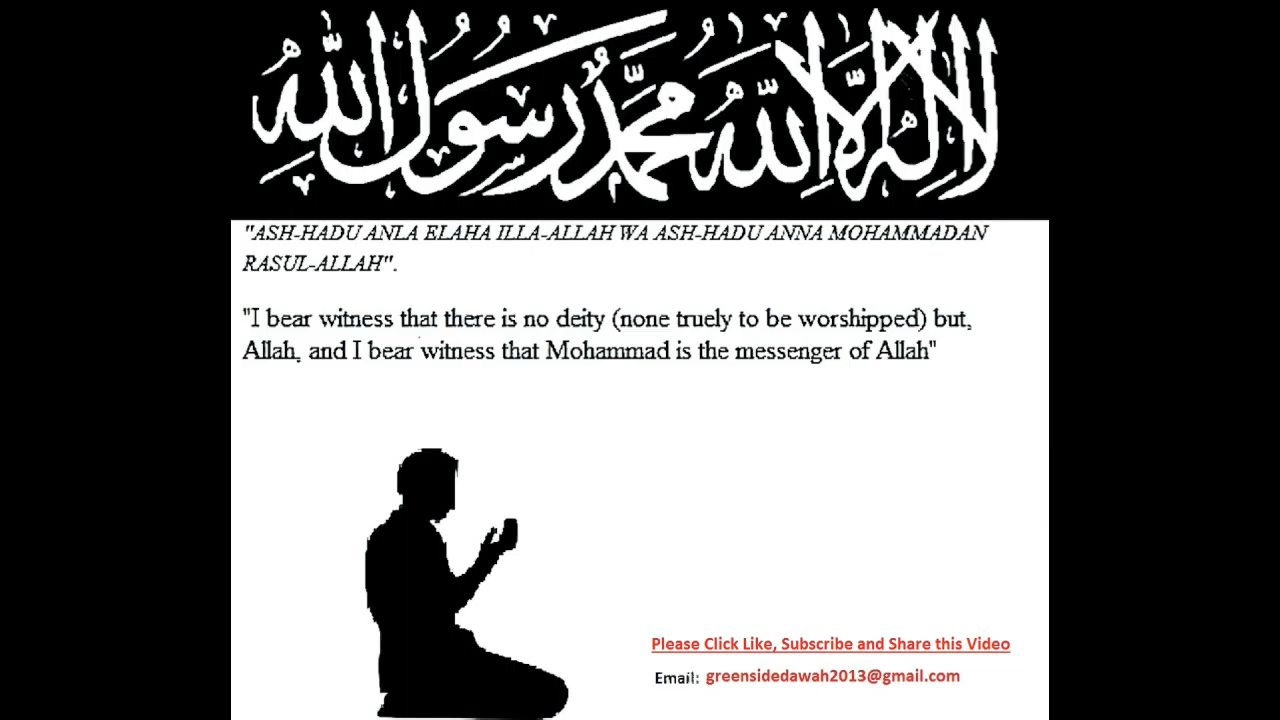 لا إله إلا الله محمد رسول الله
"ASH-HADU ANLA ELAHA ILLA-ALLAH WA ASH-HADU ANNA MOHAMMADAN
RASUL-ALLAH".
"I bear witness that there is no deity (none truely to be worshipped) but,
Allah, and I bear witness that Mohammad is the messenger of Allah"
Please Click Like, Subscribe and Share this Video
Email: greensidedawah2013@gmail.com